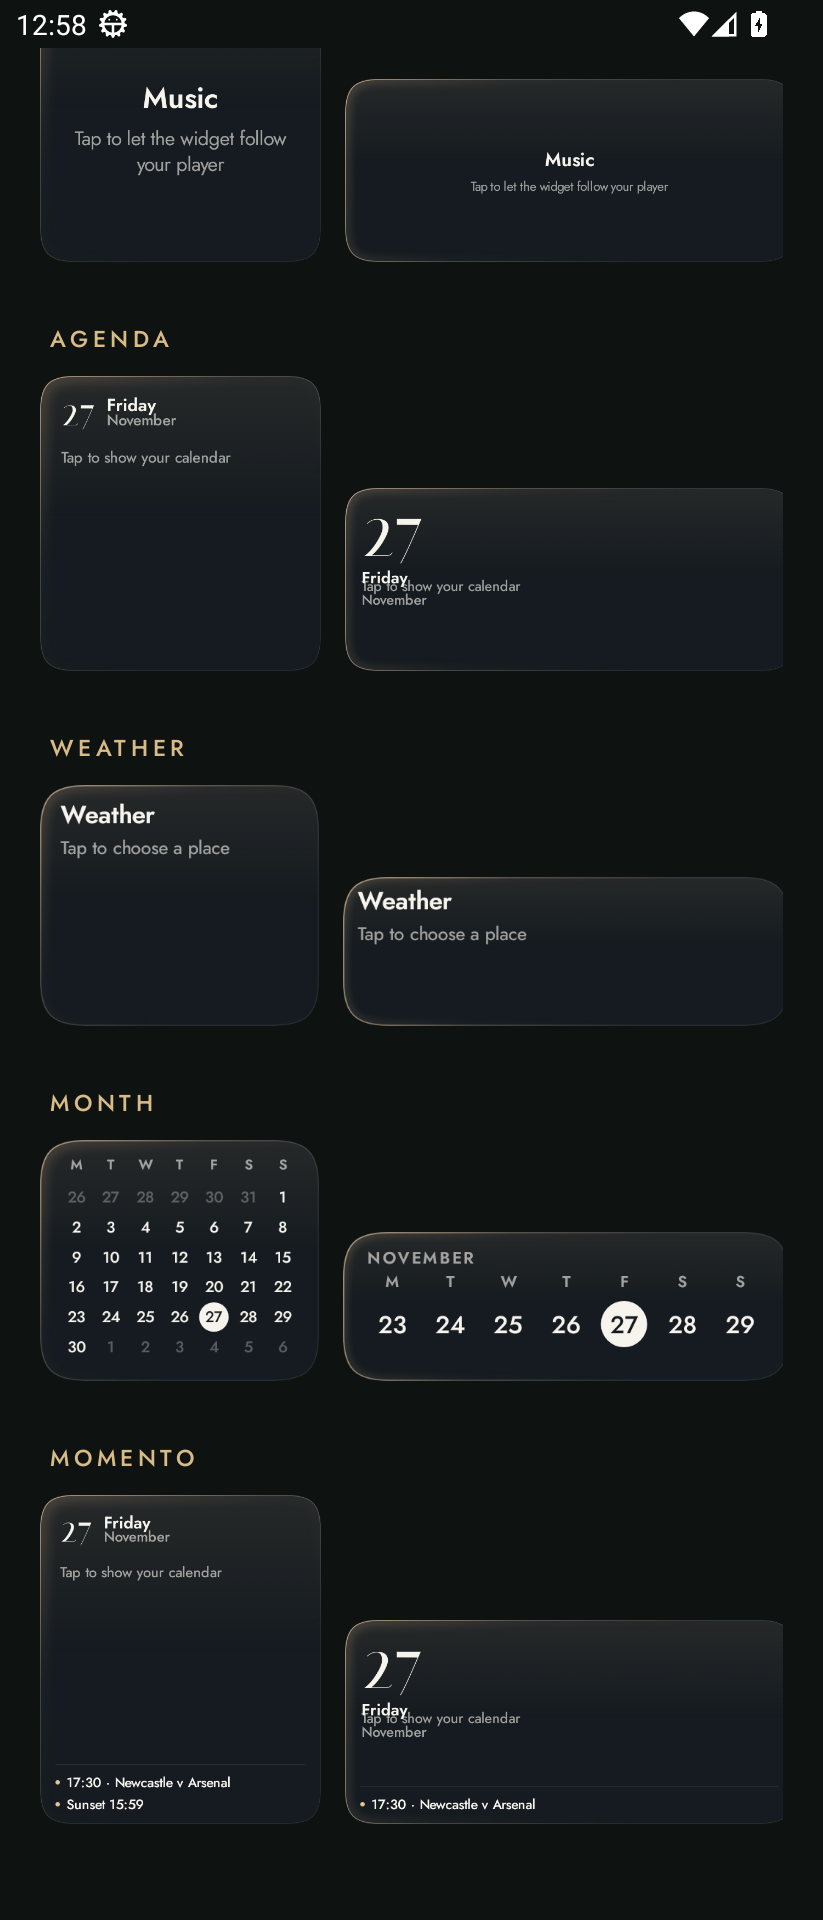 12:58
Music
Tap to let the widget follow
your player
Music
Tap to let the widget follow your player
AGENDA
27
Friday
November
Tap to show your calendar
27
Friday
Tap to show your calendar
November
WEATHER
Weather
Tap to choose a place
Weather
Tap to choose a place
MONTH
M T W T F S S
26 27 28 29 30 31 1
2 3 4 5 6 7 8
9 10 11 12 13 14 15
16 17 18 19 20 21 22
23 24 25 26 27 28 29
30 1 2 3 4 5 6
NOVEMBER
M T W T F S S
23 24 25 26 27 28 29
MOMENTO
27
Friday
November
Tap to show your calendar
• 17:30 · Newcastle v Arsenal
• Sunset 15:59
27
Friday
Tap to show your calendar
November
• 17:30 · Newcastle v Arsenal